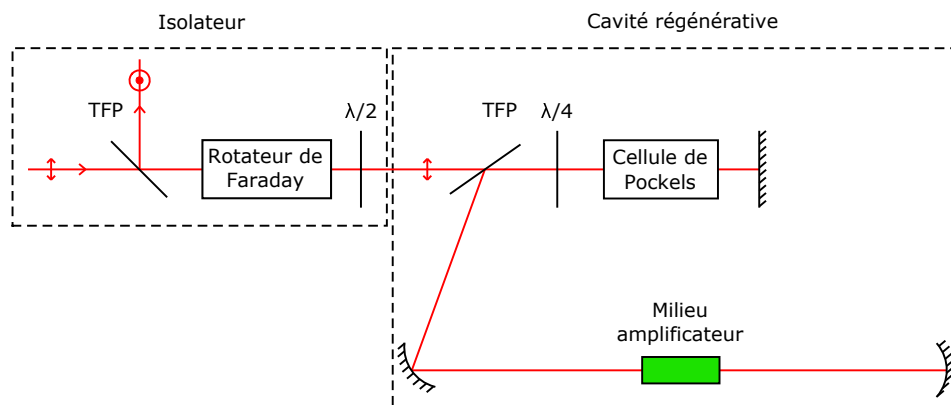 Isolateur
Cavité régénérative
TFP
λ/2
TFP
λ/4
Rotateur de
Faraday
Cellule de
Pockels
Milieu
amplificateur